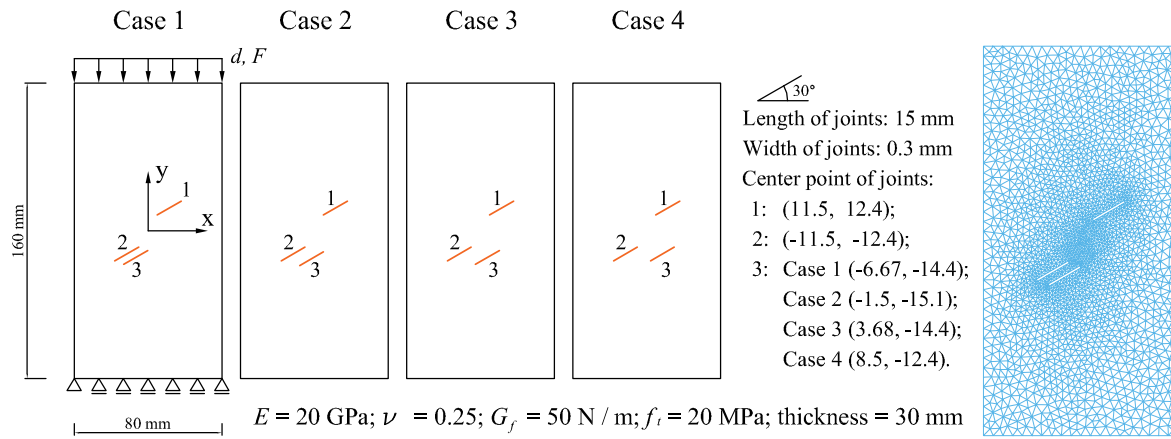 Case 1
Case 2
Case 3
Case 4
d, F
y
x
1
2
3
1
2
3
1
2
3
1
2
3
160 mm
80 mm
30°
Length of joints: 15 mm
Width of joints: 0.3 mm
Center point of joints:
1: (11.5, 12.4);
2: (-11.5, -12.4);
3: Case 1 (-6.67, -14.4);
Case 2 (-1.5, -15.1);
Case 3 (3.68, -14.4);
Case 4 (8.5, -12.4).
E = 20 GPa; ν = 0.25; G_f = 50 N / m; f_t = 20 MPa; thickness = 30 mm